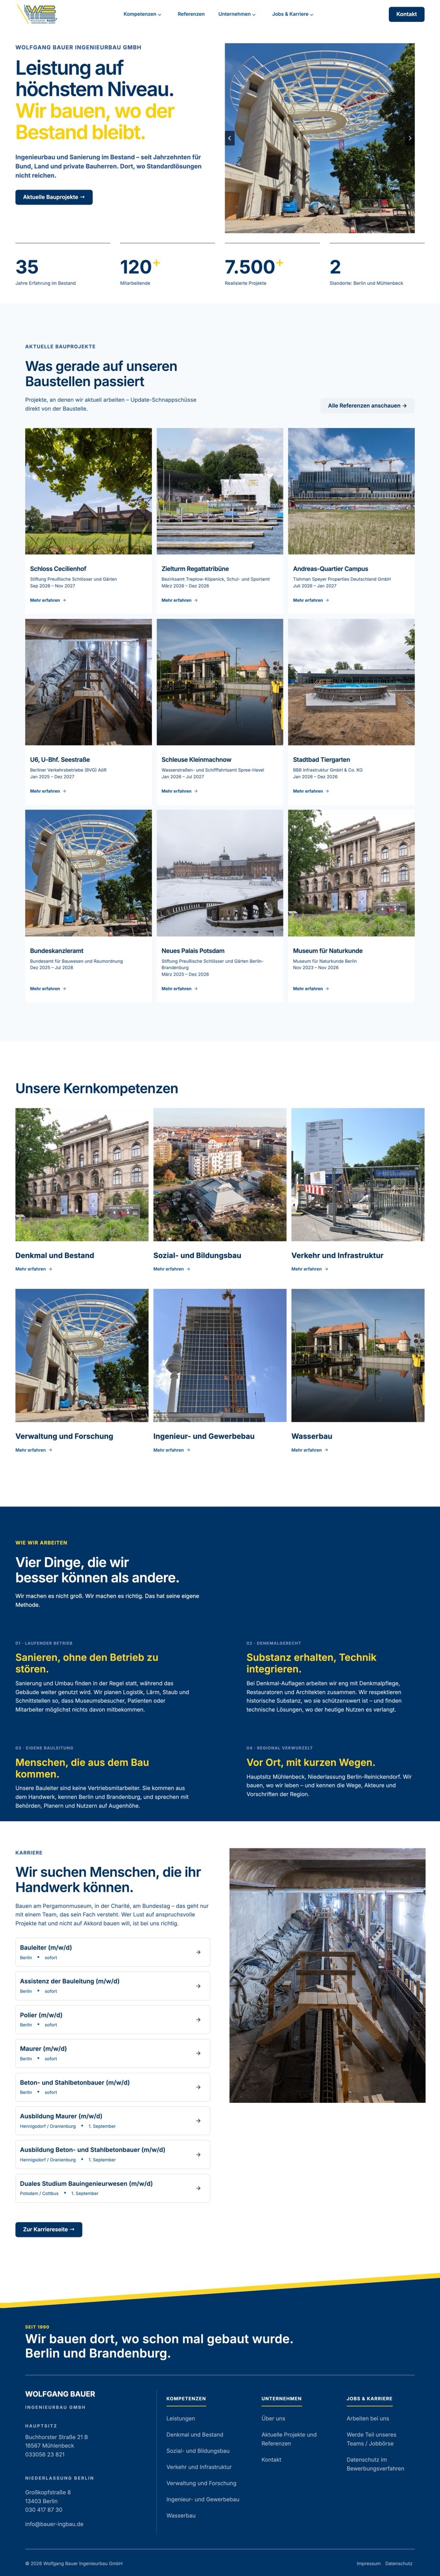 WB
Kompetenzen
Referenzen
Unternehmen
Jobs & Karriere
Kontakt
WOLFGANG BAUER INGENIEURBAU GMBH
Leistung auf
höchstem Niveau.
Wir bauen, wo der
Bestand bleibt.
Ingenieurbau und Sanierung im Bestand – seit Jahrzehnten für
Bund, Land und private Bauherren. Dort, wo Standardlösungen
nicht reichen.
Aktuelle Bauprojekte →
35
Jahre Erfahrung im Bestand
120+
Mitarbeitende
7.500+
Realisierte Projekte
2
Standorte: Berlin und Mühlenbeck
AKTUELLE BAUPROJEKTE
Was gerade auf unseren
Baustellen passiert
Projekte, an denen wir aktuell arbeiten – Update-Schnappschüsse
direkt von der Baustelle.
Alle Referenzen anschauen →
Schloss Cecilienhof
Stiftung Preußische Schlösser und Gärten
Sep 2026 – Nov 2027
Mehr erfahren →
Zielturm Regattatribüne
Bezirksamt Treptow-Köpenick, Schul- und Sportamt
März 2026 – Dez 2026
Mehr erfahren →
Andreas-Quartier Campus
Tishman Speyer Properties Deutschland GmbH
Juli 2026 – Jan 2027
Mehr erfahren →
U6, U-Bhf. Seestraße
Berliner Verkehrsbetriebe (BVG) AöR
Jan 2025 – Dez 2027
Mehr erfahren →
Schleuse Kleinmachnow
Wasserstraßen- und Schifffahrtsamt Spree-Havel
Jan 2026 – Jul 2027
Mehr erfahren →
Stadtbad Tiergarten
BBB Infrastruktur GmbH & Co. KG
Jan 2026 – Dez 2026
Mehr erfahren →
Bundeskanzleramt
Bundesamt für Bauwesen und Raumordnung
Dez 2025 – Jul 2028
Mehr erfahren →
Neues Palais Potsdam
Stiftung Preußische Schlösser und Gärten Berlin-
Brandenburg
März 2025 – Dez 2026
Mehr erfahren →
Museum für Naturkunde
Museum für Naturkunde Berlin
Nov 2023 – Nov 2026
Mehr erfahren →
Unsere Kernkompetenzen
Denkmal und Bestand
Mehr erfahren →
Sozial- und Bildungsbau
Mehr erfahren →
Verkehr und Infrastruktur
Mehr erfahren →
Verwaltung und Forschung
Mehr erfahren →
Ingenieur- und Gewerbebau
Mehr erfahren →
Wasserbau
Mehr erfahren →
WIE WIR ARBEITEN
Vier Dinge, die wir
besser können als andere.
Wir machen es nicht groß. Wir machen es richtig. Das hat seine eigene
Methode.
01 · LAUFENDER BETRIEB
Sanieren, ohne den Betrieb zu
stören.
Sanierung und Umbau finden in der Regel statt, während das
Gebäude weiter genutzt wird. Wir planen Logistik, Lärm, Staub und
Schnittstellen so, dass Museumsbesucher, Patienten oder
Mitarbeiter möglichst nichts davon mitbekommen.
02 · DENKMALGERECHT
Substanz erhalten, Technik
integrieren.
Bei Denkmal-Auflagen arbeiten wir eng mit Denkmalpflege,
Restauratoren und Architekten zusammen. Wir respektieren
historische Substanz, wo sie schützenswert ist – und finden
technische Lösungen, wo der heutige Nutzen es verlangt.
03 · EIGENE BAULEITUNG
Menschen, die aus dem Bau
kommen.
Unsere Bauleiter sind keine Vertriebsmitarbeiter. Sie kommen aus
dem Handwerk, kennen Berlin und Brandenburg, und sprechen mit
Behörden, Planern und Nutzern auf Augenhöhe.
04 · REGIONAL VERWURZELT
Vor Ort, mit kurzen Wegen.
Hauptsitz Mühlenbeck, Niederlassung Berlin-Reinickendorf. Wir
bauen, wo wir leben – und kennen die Wege, Akteure und
Vorschriften der Region.
KARRIERE
Wir suchen Menschen, die ihr
Handwerk können.
Bauen am Pergamonmuseum, in der Charité, am Bundestag – das geht nur
mit einem Team, das sein Fach versteht. Wer Lust auf anspruchsvolle
Projekte hat und nicht auf Akkord bauen will, ist bei uns richtig.
Bauleiter (m/w/d)
Berlin • sofort
Assistenz der Bauleitung (m/w/d)
Berlin • sofort
Polier (m/w/d)
Berlin • sofort
Maurer (m/w/d)
Berlin • sofort
Beton- und Stahlbetonbauer (m/w/d)
Berlin • sofort
Ausbildung Maurer (m/w/d)
Hennigsdorf / Oranienburg • 1. September
Ausbildung Beton- und Stahlbetonbauer (m/w/d)
Hennigsdorf / Oranienburg • 1. September
Duales Studium Bauingenieurwesen (m/w/d)
Potsdam / Cottbus • 1. September
Zur Karriereseite →
SEIT 1990
Wir bauen dort, wo schon mal gebaut wurde.
Berlin und Brandenburg.
WOLFGANG BAUER
INGENIEURBAU GMBH
HAUPTSITZ
Buchhorster Straße 21 B
16567 Mühlenbeck
033056 23 821
NIEDERLASSUNG BERLIN
Großkopfstraße 8
13403 Berlin
030 417 87 30
info@bauer-ingbau.de
KOMPETENZEN
Leistungen
Denkmal und Bestand
Sozial- und Bildungsbau
Verkehr und Infrastruktur
Verwaltung und Forschung
Ingenieur- und Gewerbebau
Wasserbau
UNTERNEHMEN
Über uns
Aktuelle Projekte und
Referenzen
Kontakt
JOBS & KARRIERE
Arbeiten bei uns
Werde Teil unseres
Teams / Jobbörse
Datenschutz im
Bewerbungsverfahren
© 2026 Wolfgang Bauer Ingenieurbau GmbH
Impressum
Datenschutz